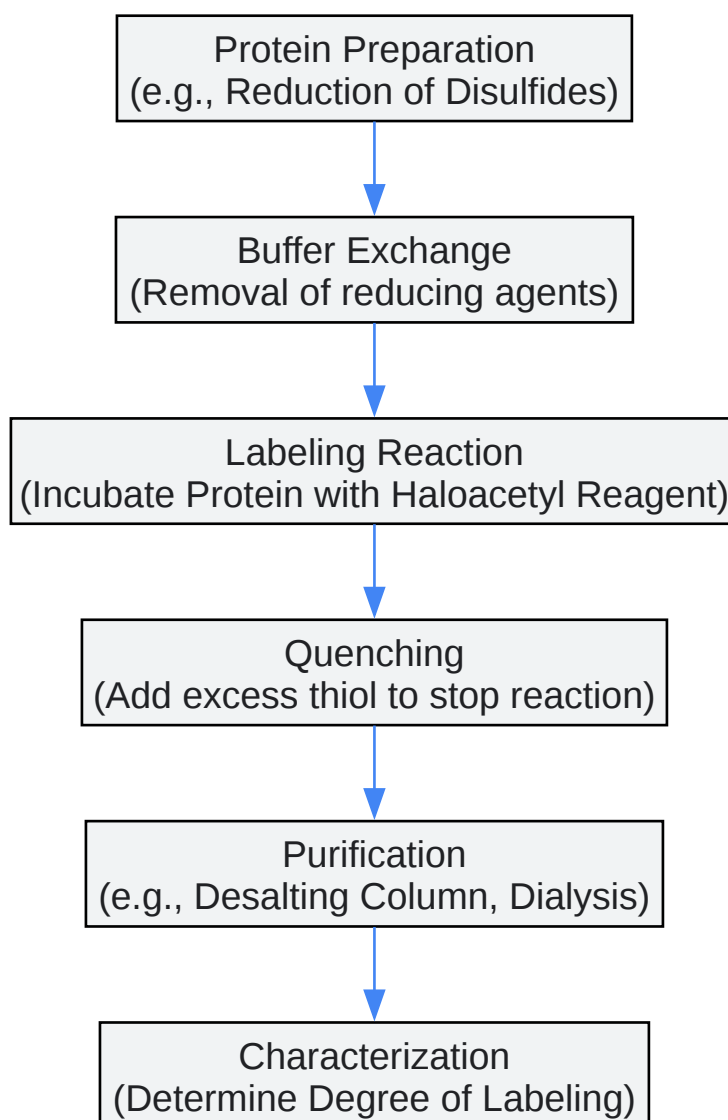 Protein Preparation
(e.g., Reduction of Disulfides)
Buffer Exchange
(Removal of reducing agents)
Labeling Reaction
(Incubate Protein with Haloacetyl Reagent)
Quenching
(Add excess thiol to stop reaction)
Purification
(e.g., Desalting Column, Dialysis)
Characterization
(Determine Degree of Labeling)